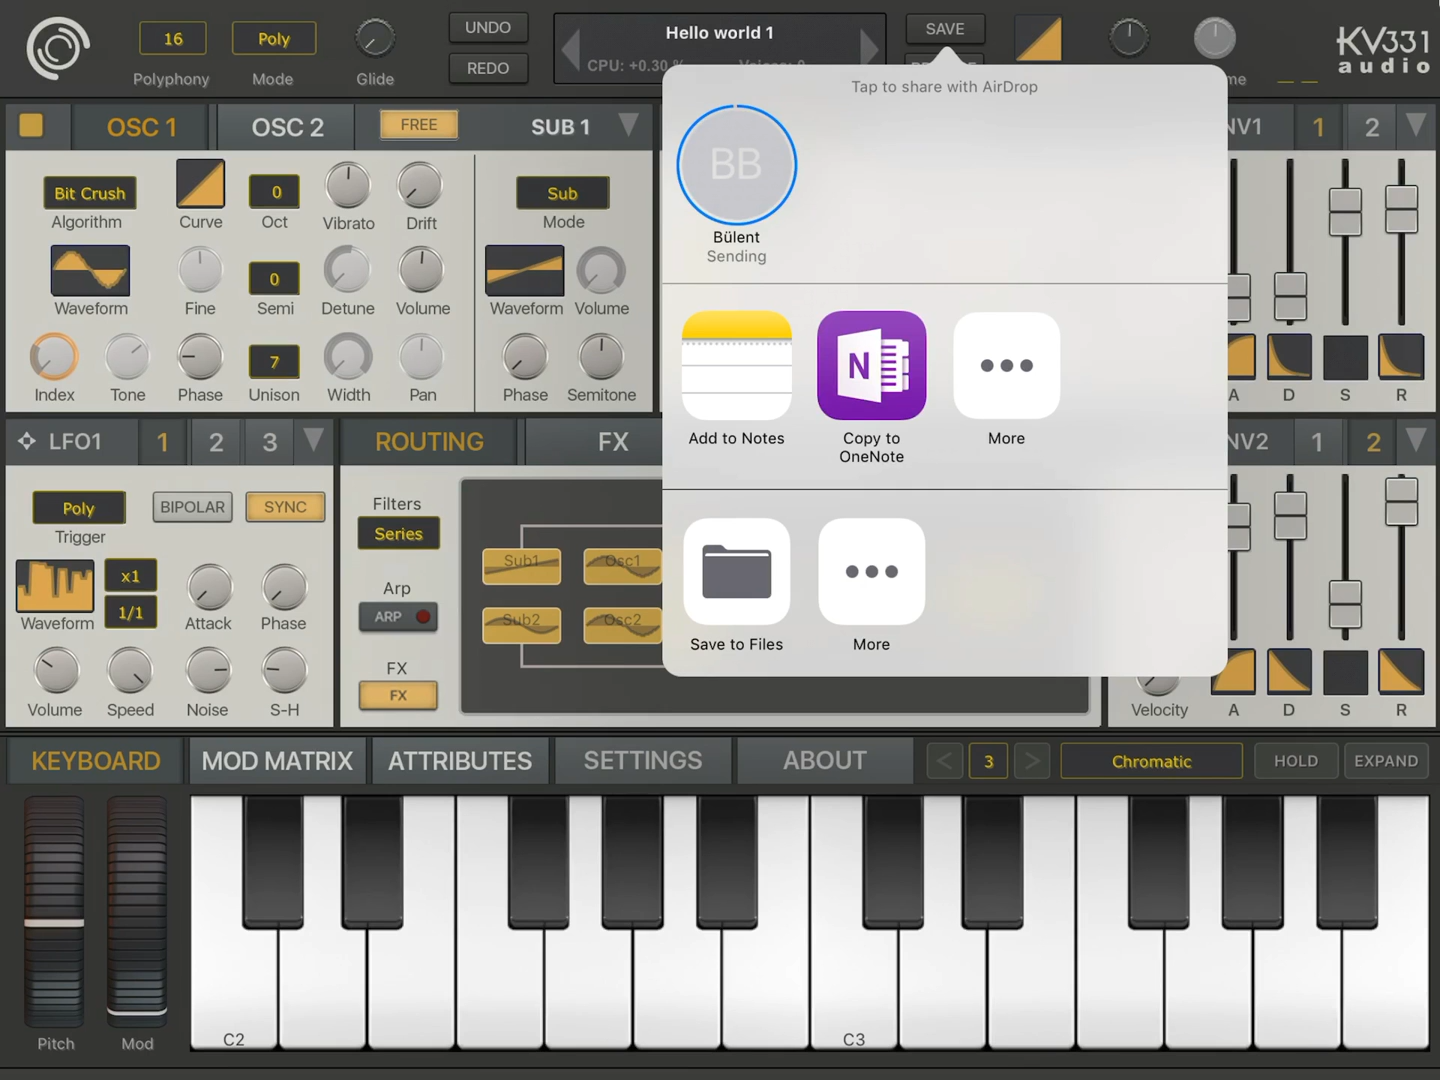 16
Polyphony
Poly
Mode
Glide
UNDO
REDO
Hello world 1
CPU: +0.30 %
Voices: 0
SAVE
me
KV331
audio
OSC 1
OSC 2
FREE
SUB 1
NV1
1
2
Bit Crush
Algorithm
Curve
0
Oct
Vibrato
Drift
Sub
Mode
Waveform
Fine
0
Semi
Detune
Volume
Waveform
Volume
Index
Tone
Phase
7
Unison
Width
Pan
Phase
Semitone
A
D
S
R
Tap to share with AirDrop
BB
Bülent
Sending
Add to Notes
N
Copy to
OneNote
More
Save to Files
More
LFO1
1
2
3
ROUTING
FX
NV2
1
2
Poly
Trigger
BIPOLAR
SYNC
Waveform
x1
1/1
Attack
Phase
Volume
Speed
Noise
S-H
Filters
Series
Arp
ARP
FX
FX
Sub1
Osc1
Sub2
Osc2
Velocity
A
D
S
R
KEYBOARD
MOD MATRIX
ATTRIBUTES
SETTINGS
ABOUT
<
3
>
Chromatic
HOLD
EXPAND
Pitch
Mod
C2
C3